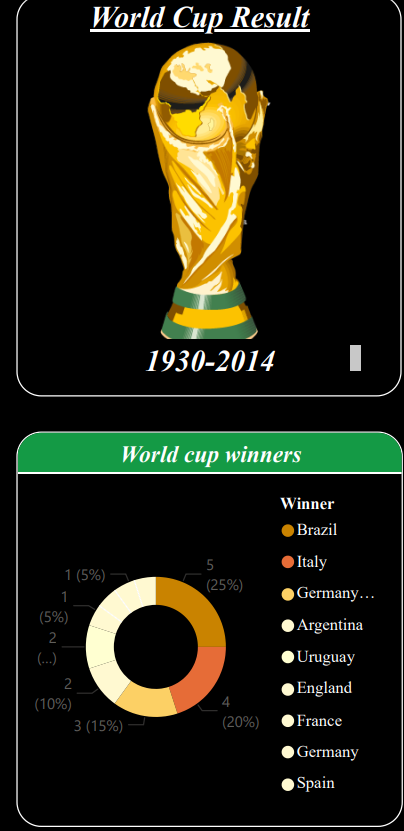 World Cup Result
1930-2014
World cup winners
Winner
Brazil
Italy
Germany…
Argentina
Uruguay
England
France
Germany
Spain
5
(25%)
4
(20%)
3 (15%)
2
(10%)
2
(...)
1
(5%)
1 (5%)